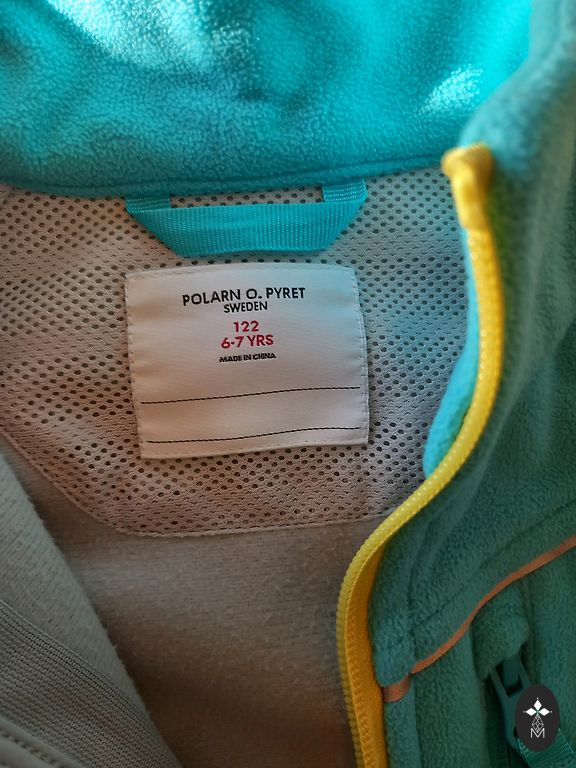 POLARN O. PYRET
SWEDEN
122
6-7 YRS
MADE IN CHINA
M